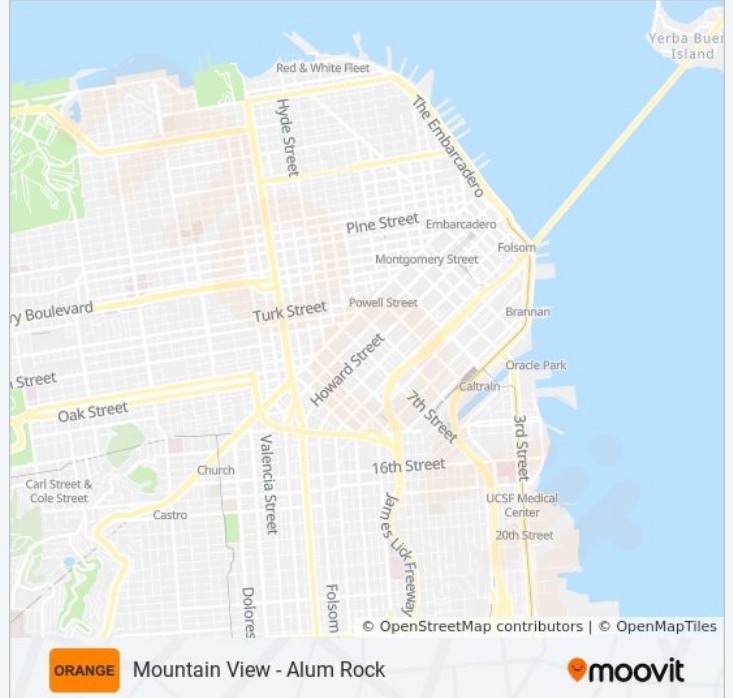 Yerba Buen
Island
Red & White Fleet
Hyde Street
The Embarcadero
Pine Street
Embarcadero
Folsom
Montgomery Street
ry Boulevard
Turk Street
Powell Street
Brannan
Howard Street
Oracle Park
n Street
Caltrain
Oak Street
7th Street
3rd Street
Valencia Street
Church
16th Street
Carl Street &
Cole Street
UCSF Medical
Center
Castro
James Lick Freeway
20th Street
Dolores
Folsom
© OpenStreetMap contributors | © OpenMapTiles
ORANGE
Mountain View - Alum Rock
moovit